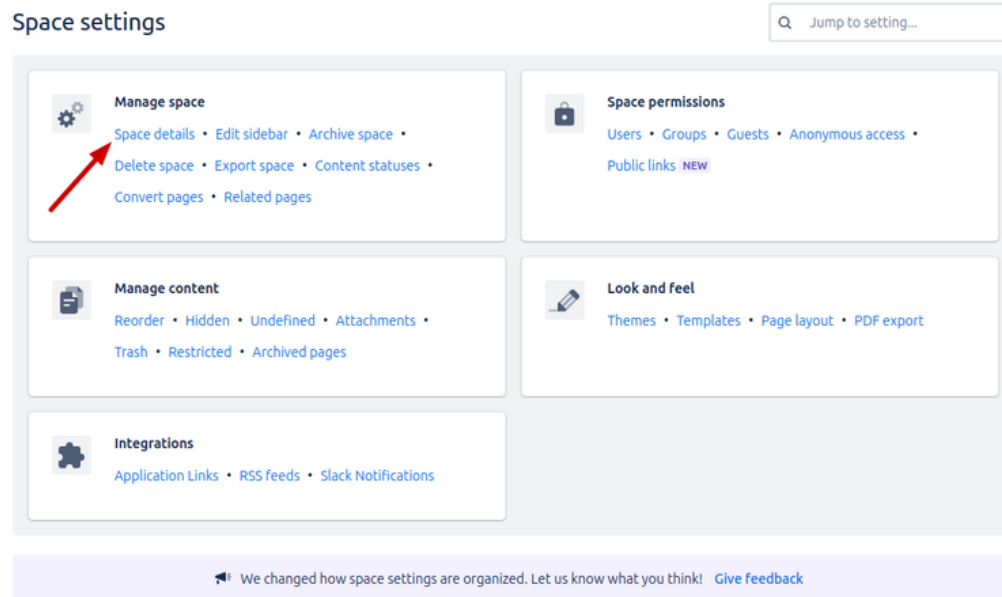 Space settings
Jump to setting...
Manage space
Space details • Edit sidebar • Archive space •
Delete space • Export space • Content statuses •
Convert pages • Related pages
Space permissions
Users • Groups • Guests • Anonymous access •
Public links NEW
Manage content
Reorder • Hidden • Undefined • Attachments •
Trash • Restricted • Archived pages
Look and feel
Themes • Templates • Page layout • PDF export
Integrations
Application Links • RSS feeds • Slack Notifications
We changed how space settings are organized. Let us know what you think! Give feedback